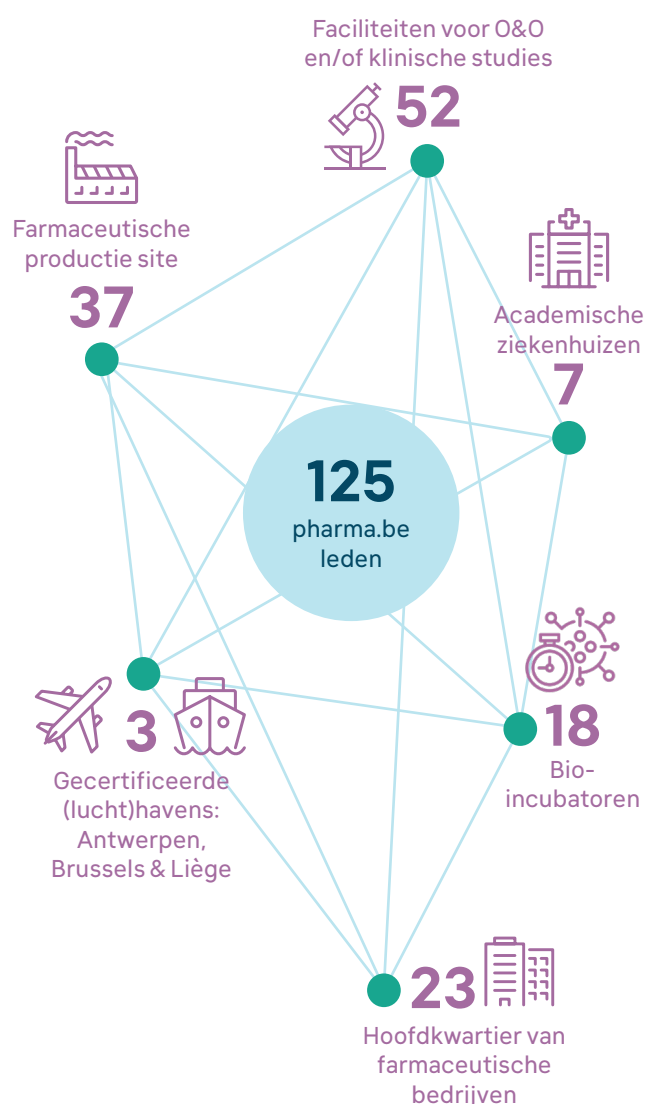 Faciliteiten voor O&O
en/of klinische studies
52
Farmaceutische
productie site
37
Academische
ziekenhuizen
7
125
pharma.be
leden
18
Bio-
incubatoren
3
Gecertificeerde
(lucht)havens:
Antwerpen,
Brussels & Liège
23
Hoofdkwartier van
farmaceutische
bedrijven